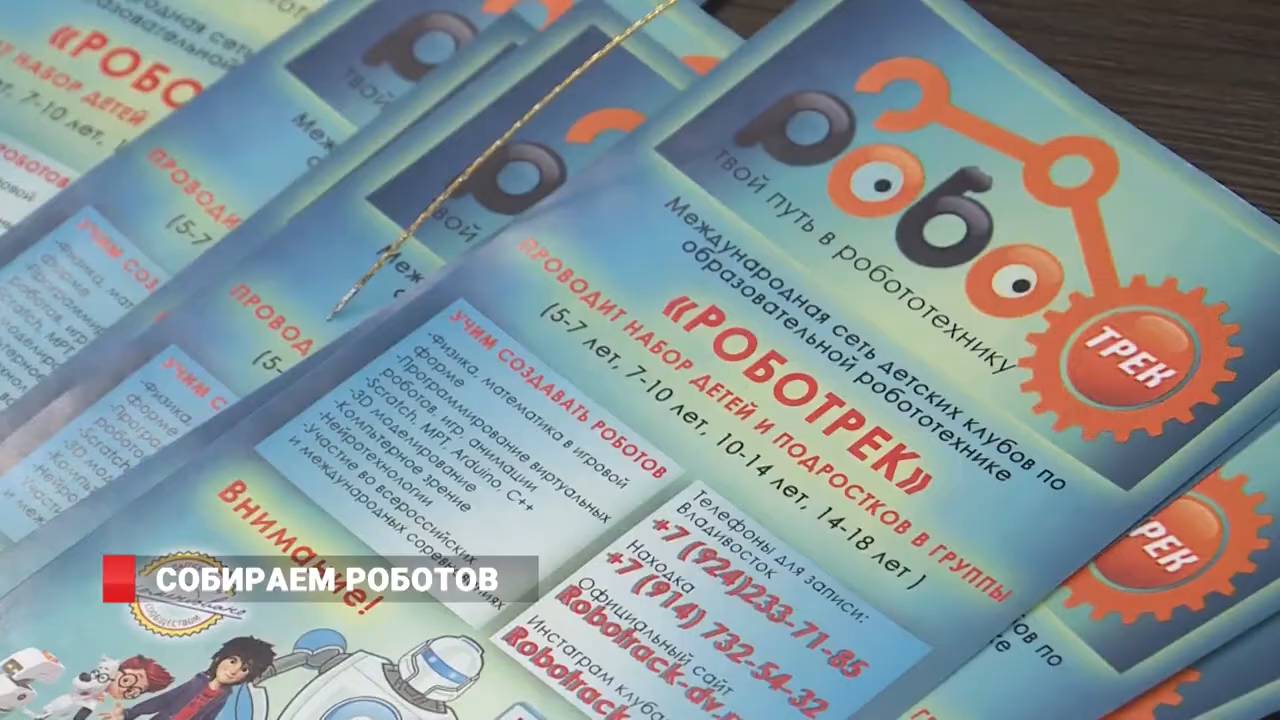 робо
ТРЕК
твой путь в робототехнику
Международная сеть детских клубов по
образовательной робототехнике
«РОБОТРЕК»
ПРОВОДИТ НАБОР ДЕТЕЙ И ПОДРОСТКОВ В ГРУППЫ
(5-7 лет, 7-10 лет, 10-14 лет, 14-18 лет )
УЧИМ СОЗДАВАТЬ РОБОТОВ
-Физика, математика в игровой
форме
-Программирование виртуальных
роботов, игр, анимации
-Scratch, МРТ, Arduino, C++
-3D моделирование
-Компьтерное зрение
-Нейротехнологии
-Участие во всероссийских
и международных соревнованиях
Телефоны для записи:
Владивосток
+7 (924)233-71-85
Находка
+7 (914) 732-54-32
Официальный сайт
Robotrack-dv.
Инстаграм клуба
Robotrack
Внимание!
СОБИРАЕМ РОБОТОВ